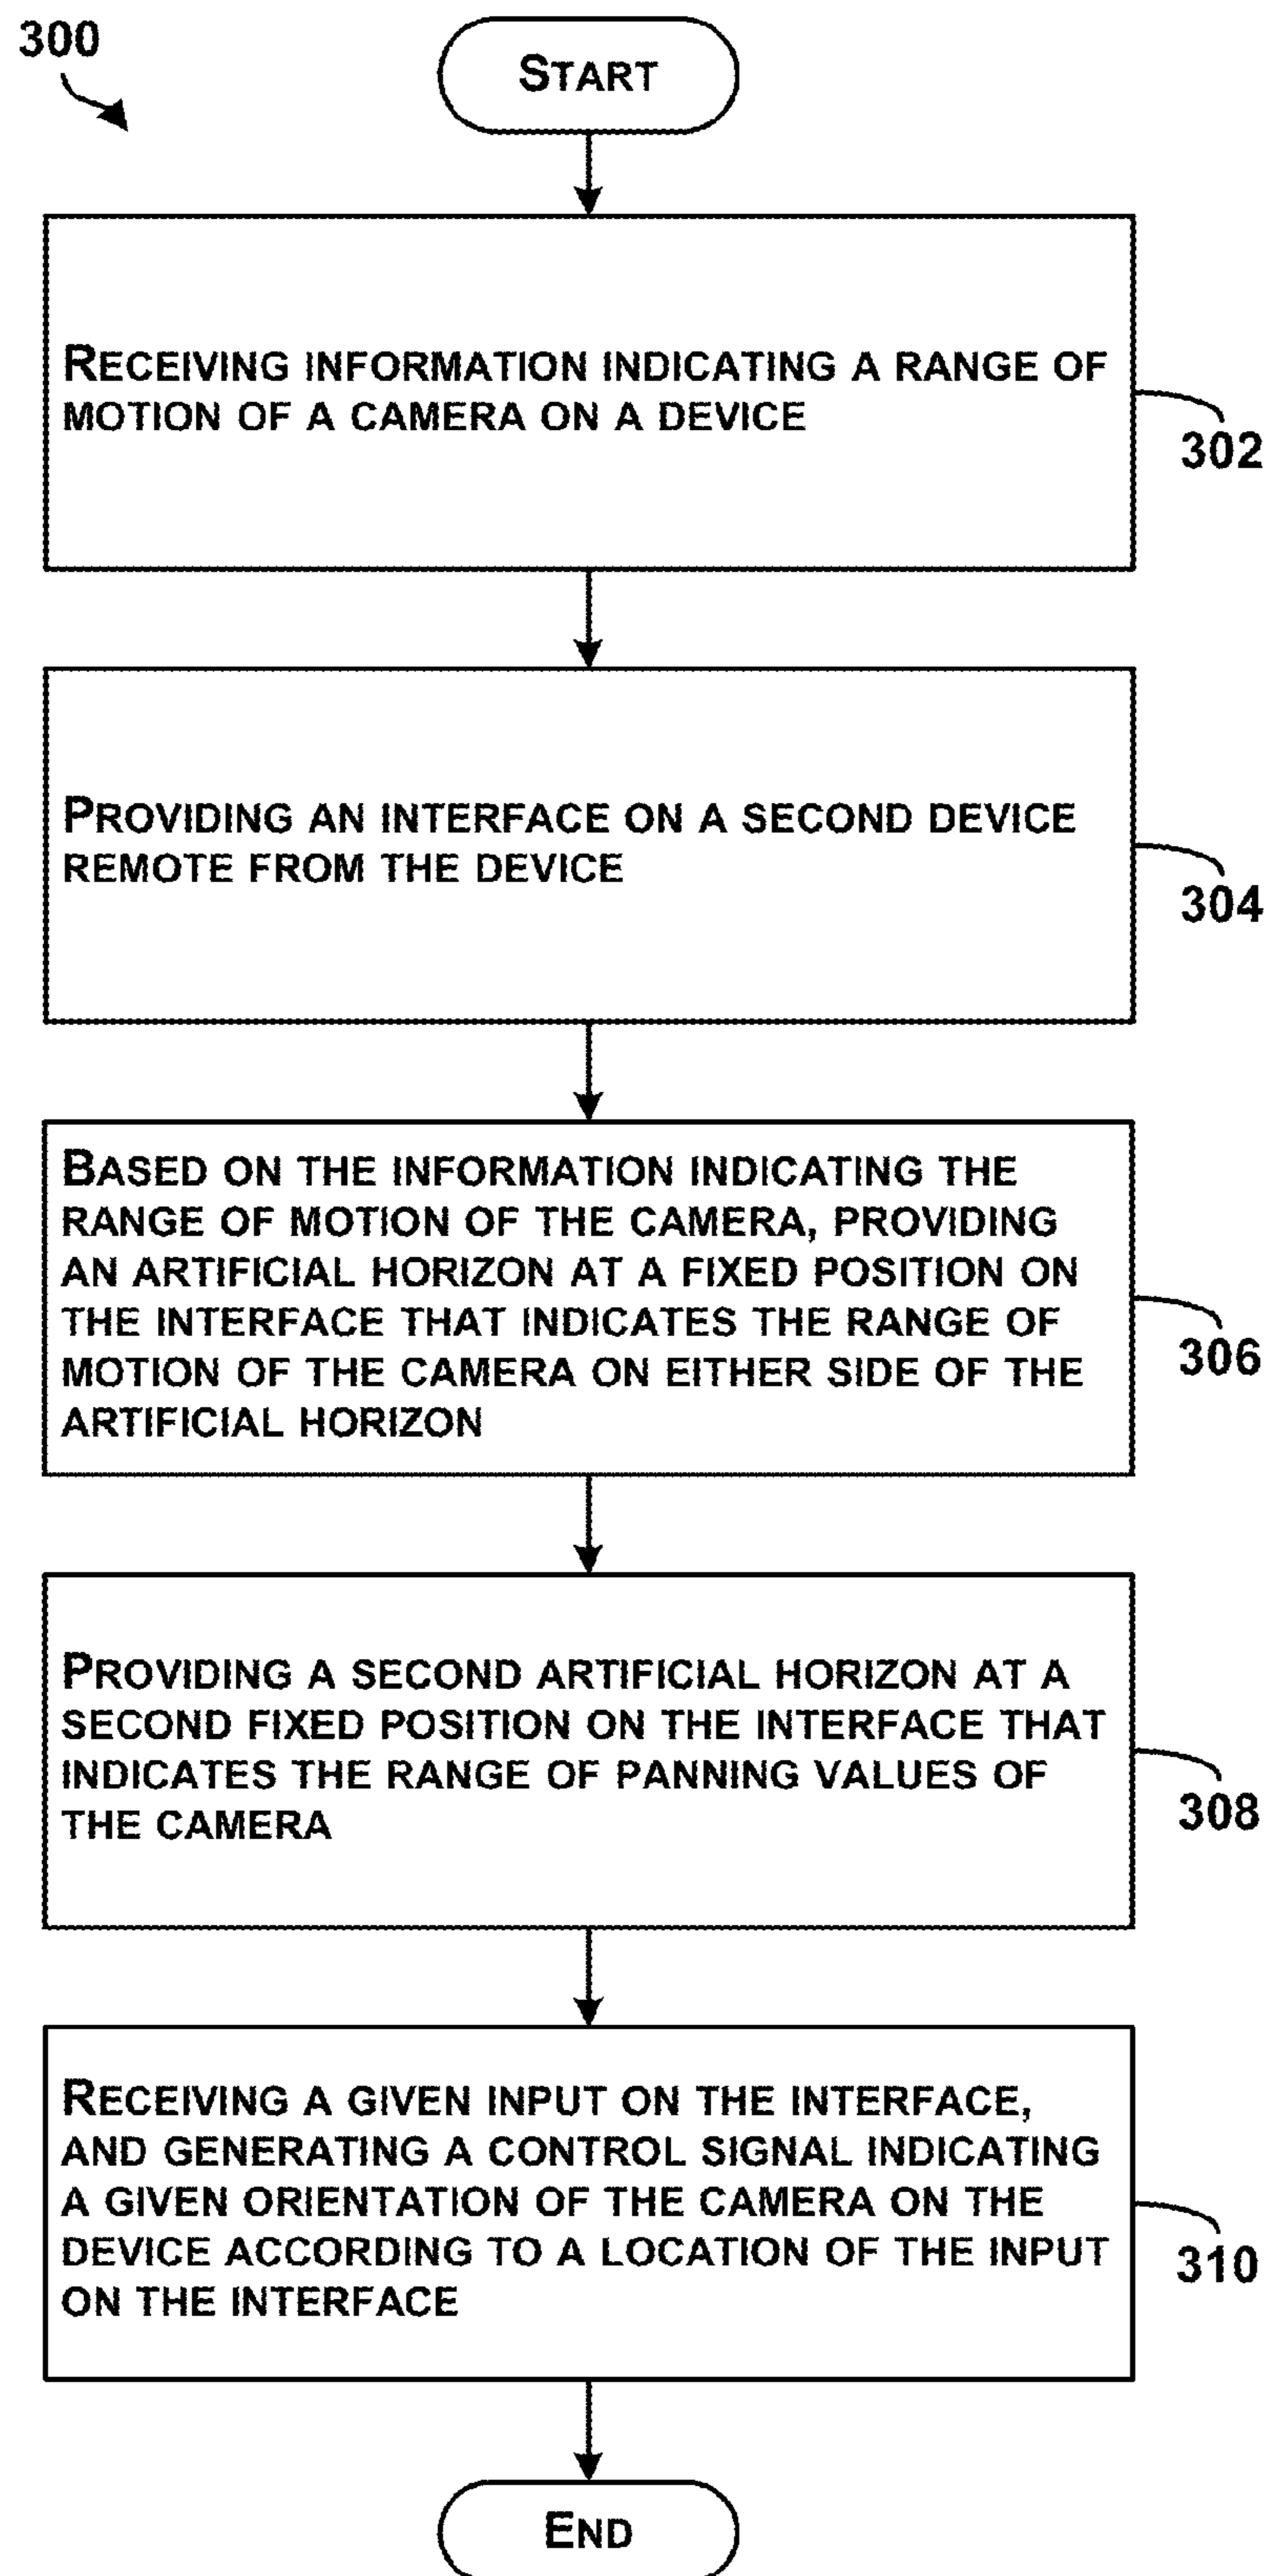 300
START
RECEIVING INFORMATION INDICATING A RANGE OF
MOTION OF A CAMERA ON A DEVICE
302
PROVIDING AN INTERFACE ON A SECOND DEVICE
REMOTE FROM THE DEVICE
304
BASED ON THE INFORMATION INDICATING THE
RANGE OF MOTION OF THE CAMERA, PROVIDING
AN ARTIFICIAL HORIZON AT A FIXED POSITION ON
THE INTERFACE THAT INDICATES THE RANGE OF
MOTION OF THE CAMERA ON EITHER SIDE OF THE
ARTIFICIAL HORIZON
306
PROVIDING A SECOND ARTIFICIAL HORIZON AT A
SECOND FIXED POSITION ON THE INTERFACE THAT
INDICATES THE RANGE OF PANNING VALUES OF
THE CAMERA
308
RECEIVING A GIVEN INPUT ON THE INTERFACE,
AND GENERATING A CONTROL SIGNAL INDICATING
A GIVEN ORIENTATION OF THE CAMERA ON THE
DEVICE ACCORDING TO A LOCATION OF THE INPUT
ON THE INTERFACE
310
END